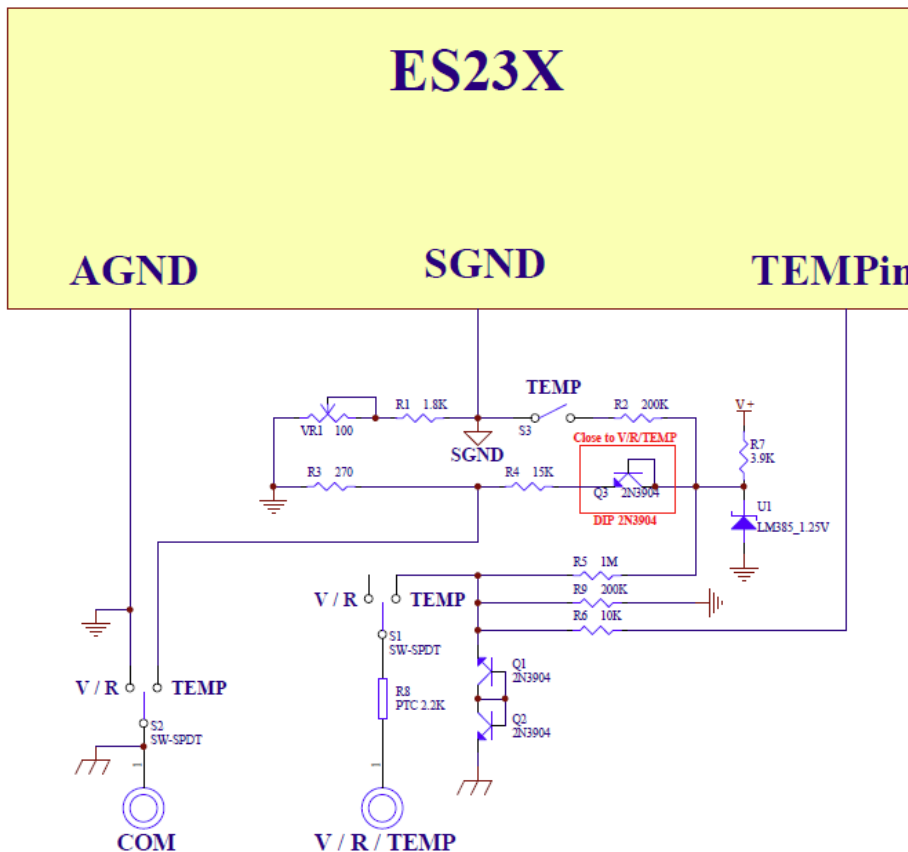 ES23X
AGND
SGND
TEMPin
TEMP
R1 1.8K
R2 200K
V+
VR1 100
S3
SGND
Close to V/R/TEMP
R7
3.9K
R3 270
R4 15K
Q3 2N3904
DIP 2N3904
U1
LM385_1.25V
R5 1M
V / R
TEMP
R9 200K
R6 10K
S1
SW-SPDT
V / R
TEMP
Q1
2N3904
R8
PTC 2.2K
Q2
2N3904
S2
SW-SPDT
1
1
COM
V / R / TEMP